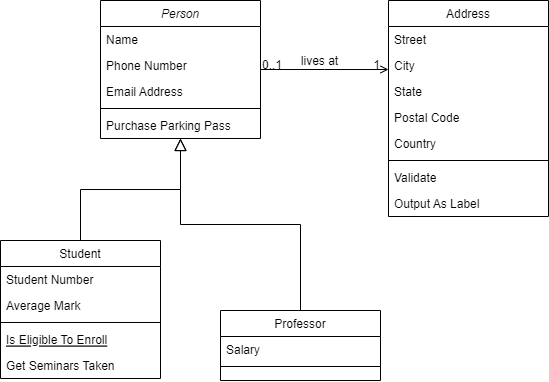 Person
Name
Phone Number
Email Address
Purchase Parking Pass
0..1
lives at
1
Address
Street
City
State
Postal Code
Country
Validate
Output As Label
Student
Student Number
Average Mark
Is Eligible To Enroll
Get Seminars Taken
Professor
Salary